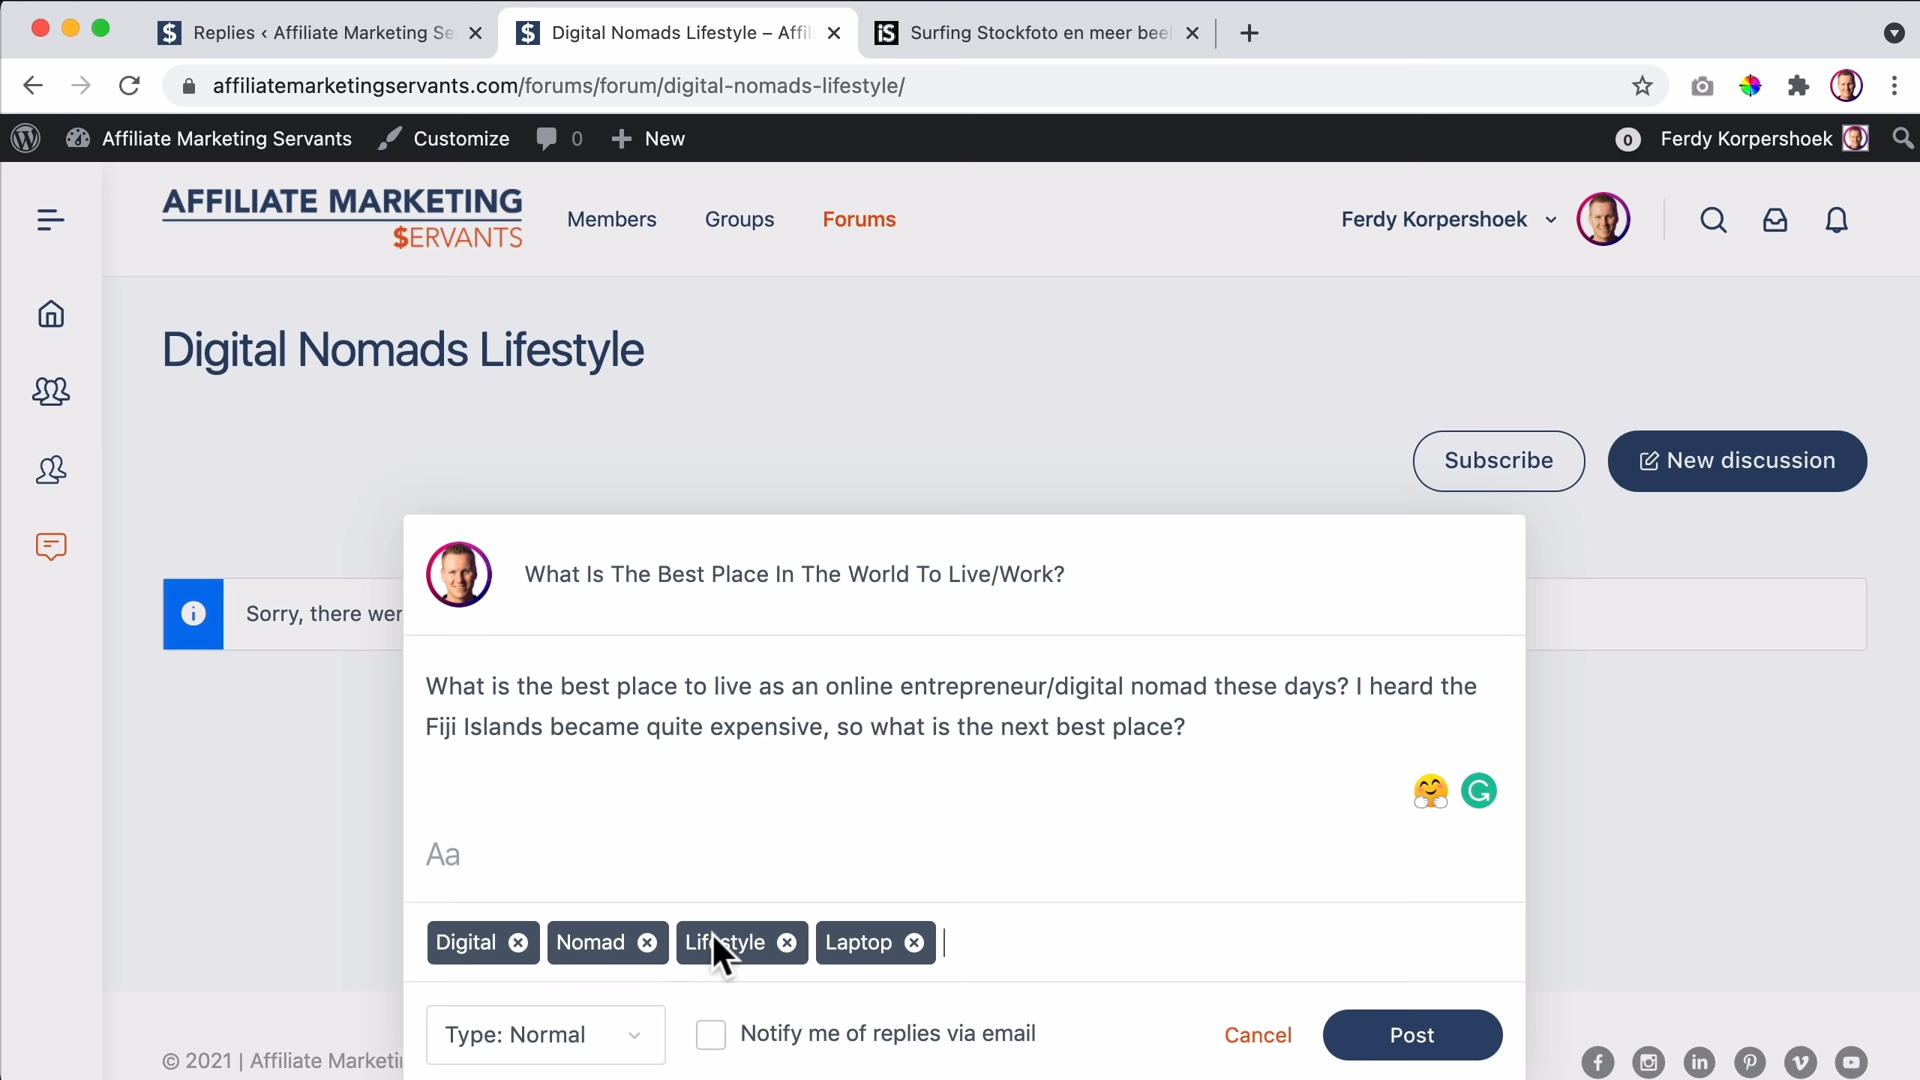 Replies ‹ Affiliate Marketing Se
Digital Nomads Lifestyle – Affil
iS Surfing Stockfoto en meer beel
affiliatemarketingservants.com/forums/forum/digital-nomads-lifestyle/
Affiliate Marketing Servants Customize 0 New 0 Ferdy Korpershoek
AFFILIATE MARKETING
$ERVANTS
Members Groups Forums Ferdy Korpershoek
Digital Nomads Lifestyle
Subscribe New discussion
What Is The Best Place In The World To Live/Work?
Sorry, there wer
What is the best place to live as an online entrepreneur/digital nomad these days? I heard the
Fiji Islands became quite expensive, so what is the next best place?
Aa
Digital Nomad Lifestyle Laptop
Type: Normal Notify me of replies via email Cancel Post
© 2021 | Affiliate Marketi